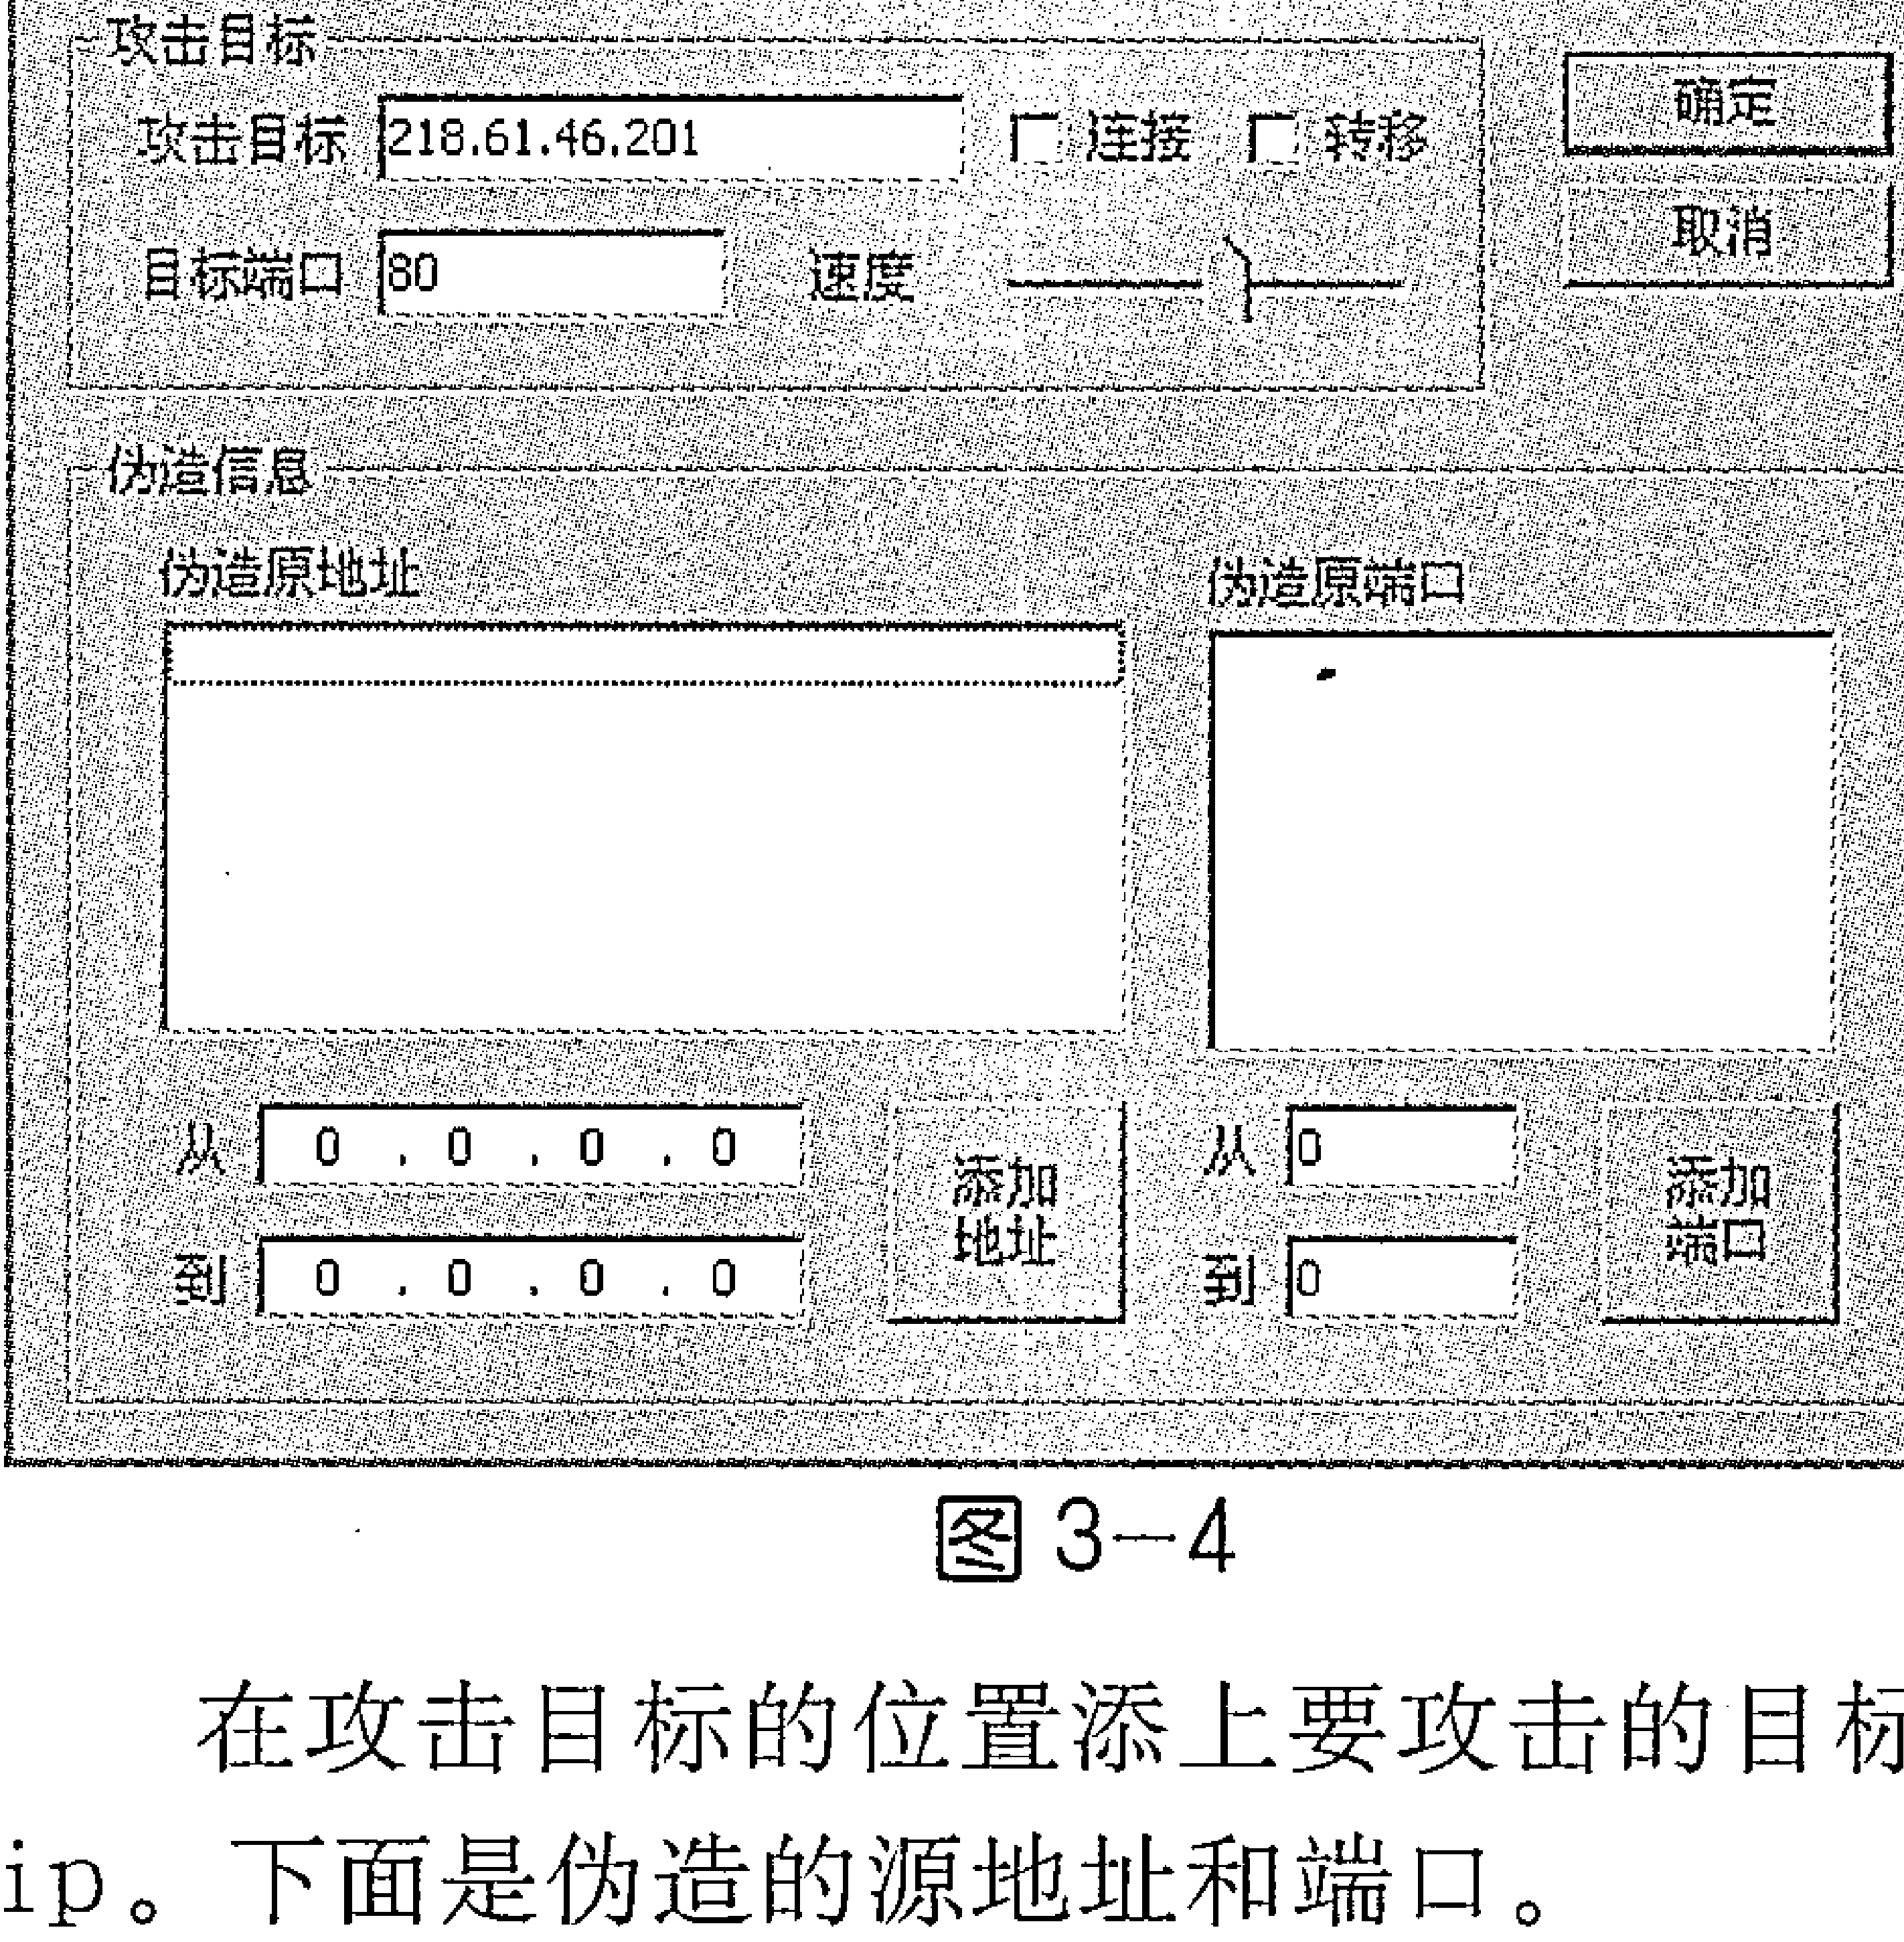 攻击目标
确定
攻击目标 218.61.46.201 连接 转移
取消
目标端口 80 速度
伪造信息
伪造原地址 伪造原端口
从 0 . 0 . 0 . 0 添加地址 从 0 添加端口
到 0 . 0 . 0 . 0 到 0
图 3-4
在攻击目标的位置添上要攻击的目标
ip。下面是伪造的源地址和端口。